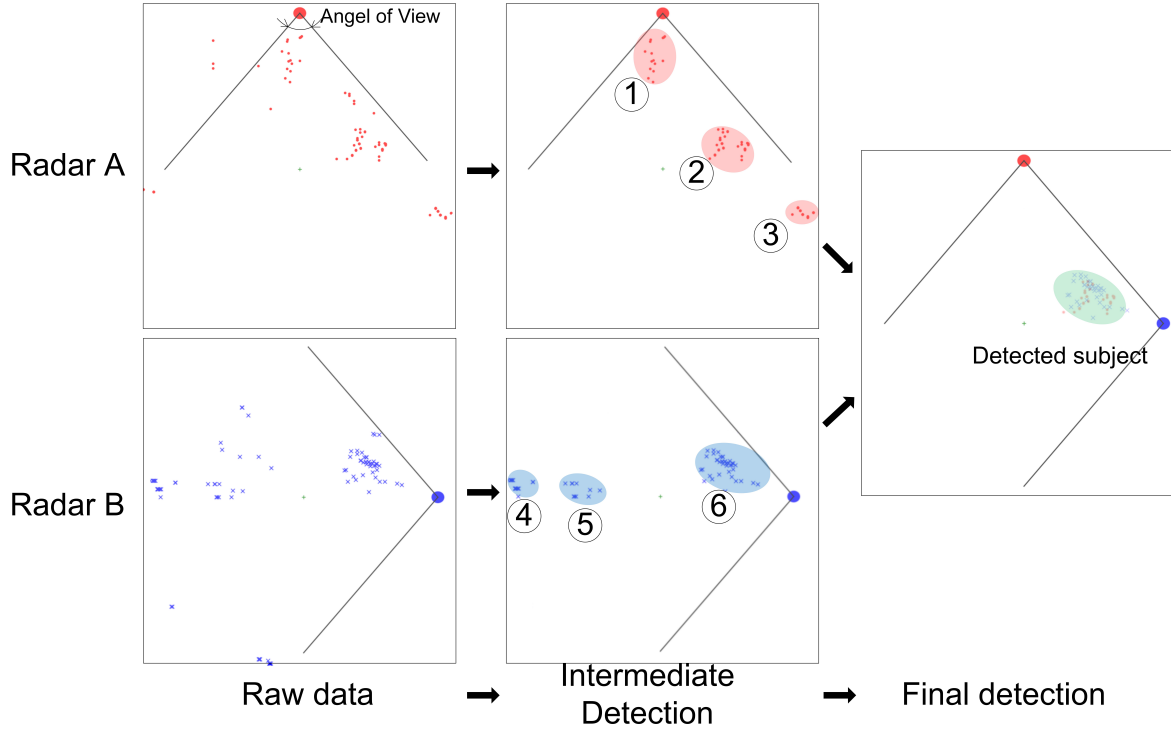 Angel of View
Radar A
1
2
3
Detected subject
Radar B
4
5
6
Raw data
Intermediate
Detection
Final detection